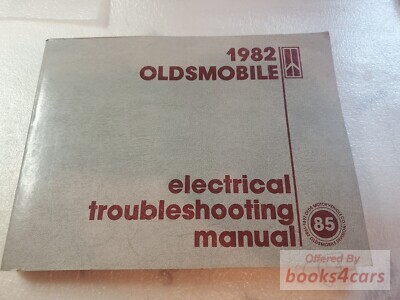 1982
OLDSMOBILE
electrical
troubleshooting
manual
85
Offered By
books4cars